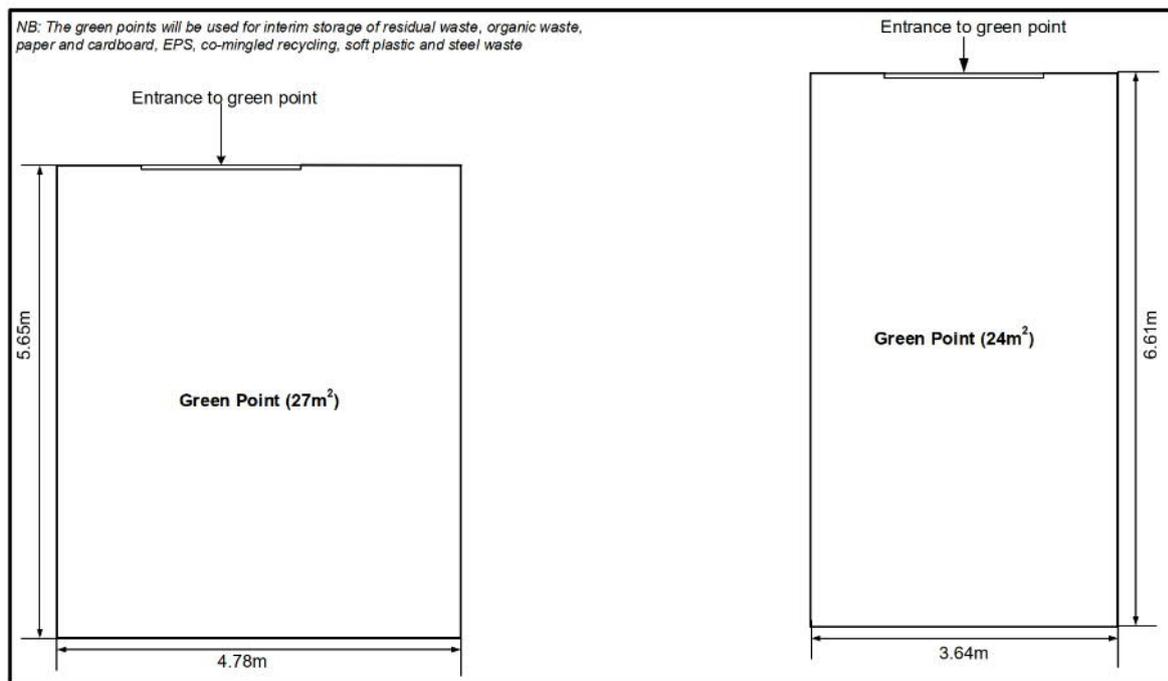 NB: The green points will be used for interim storage of residual waste, organic waste,
paper and cardboard, EPS, co-mingled recycling, soft plastic and steel waste
Entrance to green point
5.65m
Green Point (27m²)
4.78m
Entrance to green point
Green Point (24m²)
6.61m
3.64m